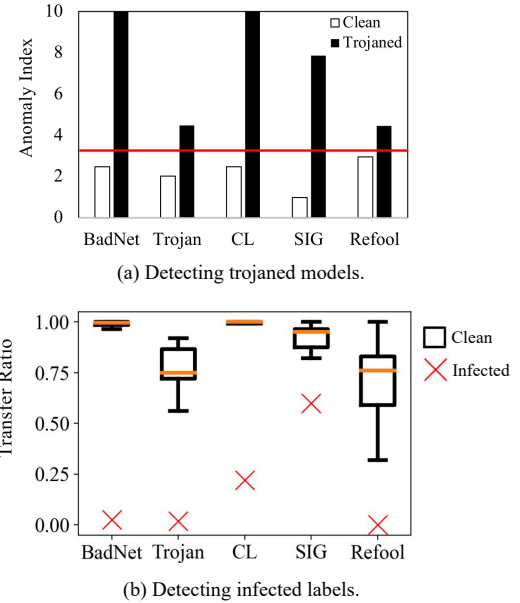 10
8
6
4
2
0
Anomaly Index
Clean
Trojaned
BadNet Trojan CL SIG Refool
(a) Detecting trojaned models.
1.00
0.75
0.50
0.25
0.00
Transfer Ratio
Clean
Infected
BadNet Trojan CL SIG Refool
(b) Detecting infected labels.